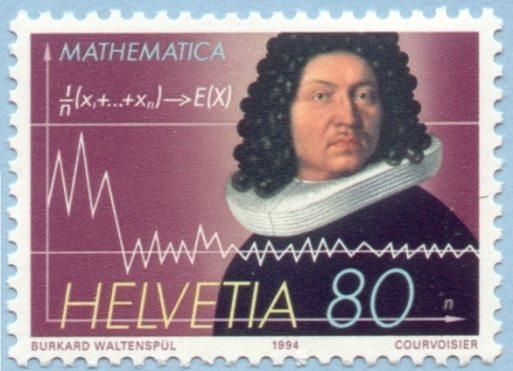 MATHEMATICA
1/n(x₁+...+xₙ)→E(X)
HELVETIA 80
n
BURKARD WALTENSPÜL 1994 COURVOISIER